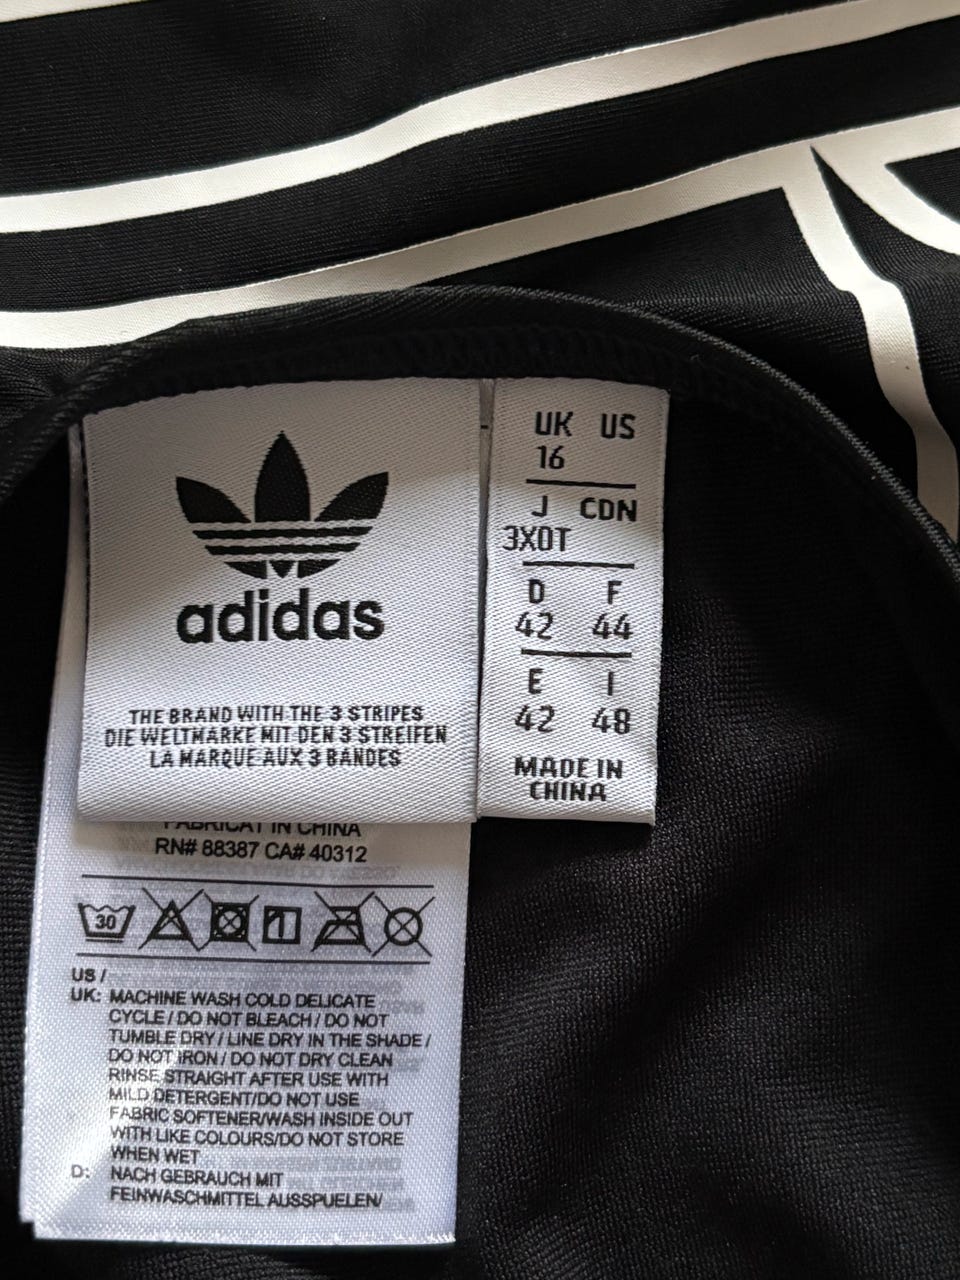 adidas
THE BRAND WITH THE 3 STRIPES
DIE WELTMARKE MIT DEN 3 STREIFEN
LA MARQUE AUX 3 BANDES
UK US
16
J CDN
3XOT
D F
42 44
E I
42 48
MADE IN
CHINA
FABRICAT IN CHINA
RN# 88387 CA# 40312
30
US /
UK: MACHINE WASH COLD DELICATE
CYCLE / DO NOT BLEACH / DO NOT
TUMBLE DRY / LINE DRY IN THE SHADE /
DO NOT IRON / DO NOT DRY CLEAN
RINSE STRAIGHT AFTER USE WITH
MILD DETERGENT/DO NOT USE
FABRIC SOFTENER/WASH INSIDE OUT
WITH LIKE COLOURS/DO NOT STORE
WHEN WET
D: NACH GEBRAUCH MIT
FEINWASCHMITTEL AUSSPUELEN/